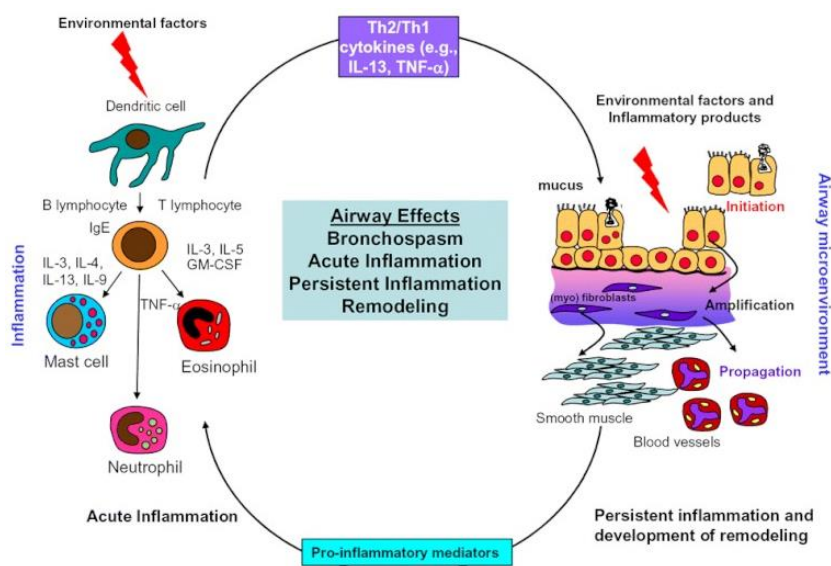 Environmental factors
Dendritic cell
B lymphocyte
T lymphocyte
IgE
IL-3, IL-4,
IL-13, IL-9
IL-3, IL-5
GM-CSF
TNF-α
Mast cell
Eosinophil
Neutrophil
Inflammation
Acute Inflammation
Th2/Th1
cytokines (e.g.,
IL-13, TNF-α)
Airway Effects
Bronchospasm
Acute Inflammation
Persistent Inflammation
Remodeling
Pro-inflammatory mediators
Environmental factors and
Inflammatory products
mucus
Initiation
(myo) fibroblasts
Amplification
Propagation
Smooth muscle
Blood vessels
Airway microenvironment
Persistent inflammation and
development of remodeling